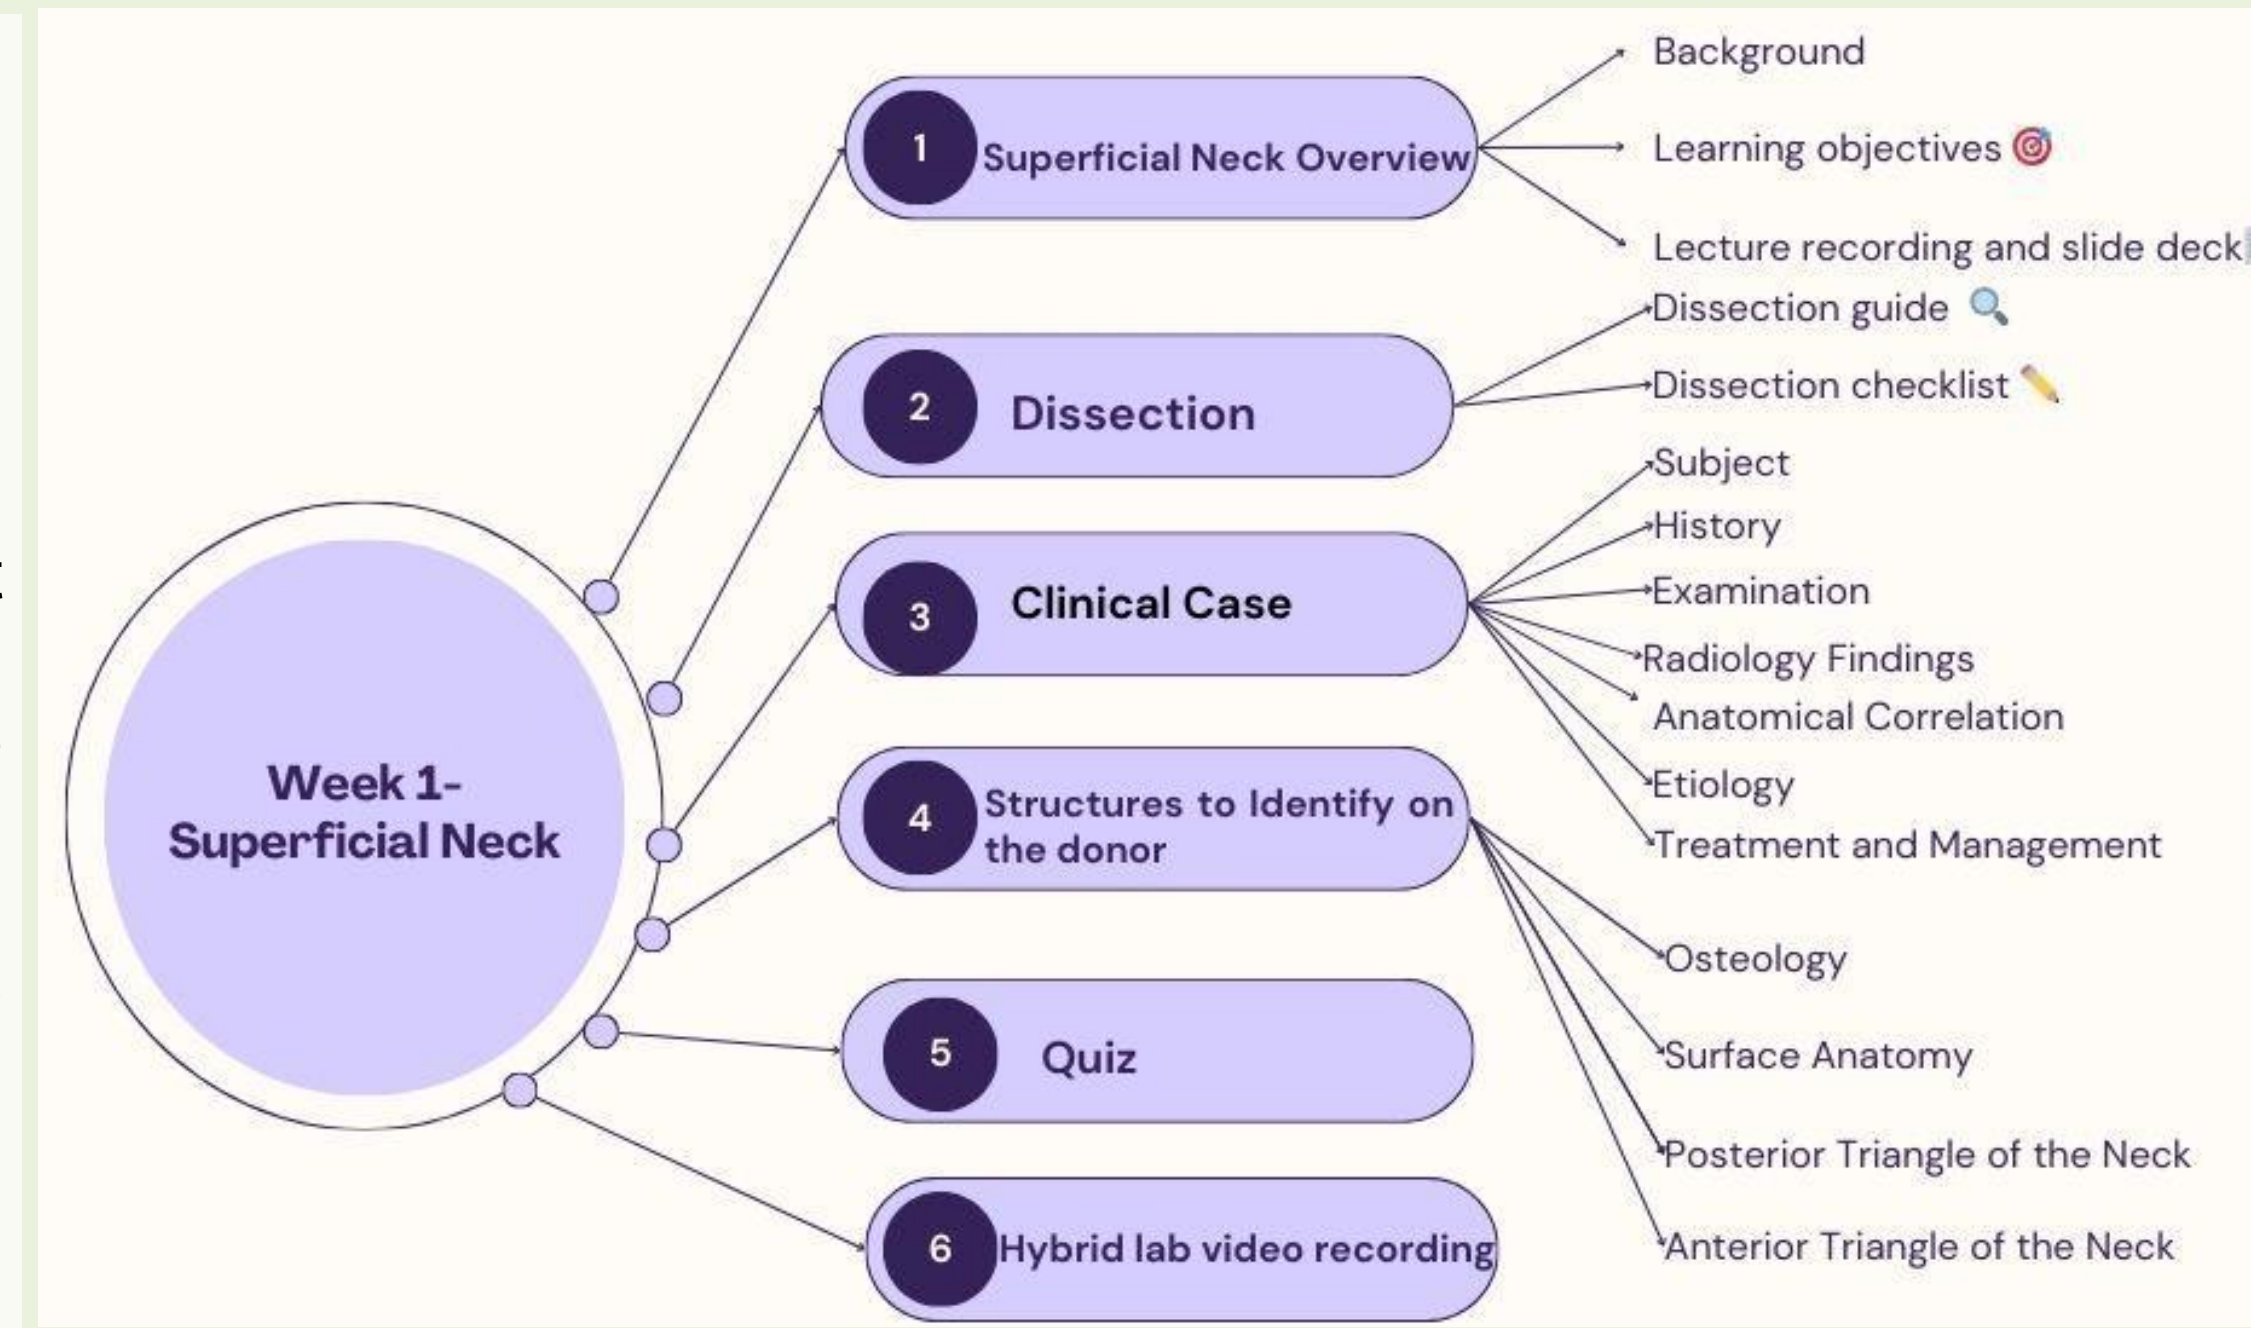 Week 1-
Superficial Neck
1
Superficial Neck Overview
Background
Learning objectives 🎯
Lecture recording and slide deck
2
Dissection
Dissection guide 🔍
Dissection checklist ✏️
3
Clinical Case
Subject
History
Examination
Radiology Findings
Anatomical Correlation
Etiology
Treatment and Management
4
Structures to Identify on
the donor
Osteology
Surface Anatomy
Posterior Triangle of the Neck
Anterior Triangle of the Neck
5
Quiz
6
Hybrid lab video recording